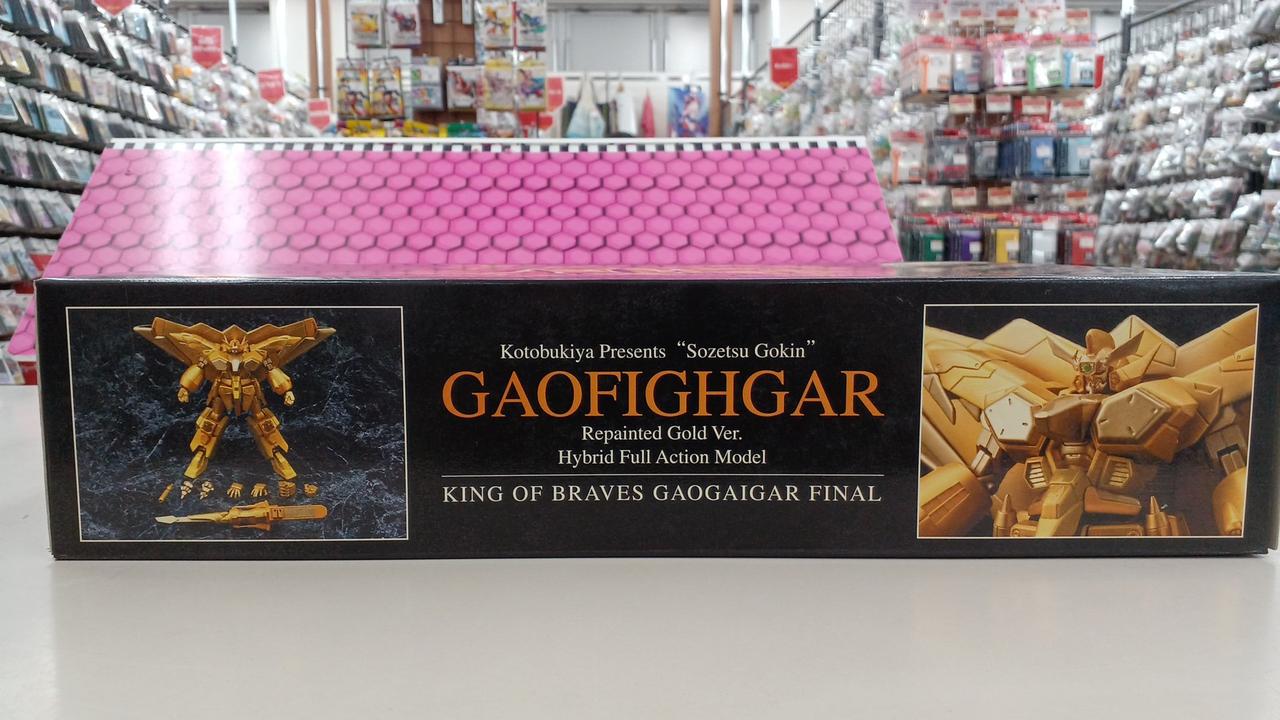 Kotobukiya Presents “Sozetsu Gokin”
GAOFIGHGAR
Repainted Gold Ver.
Hybrid Full Action Model
KING OF BRAVES GAOGAIGAR FINAL